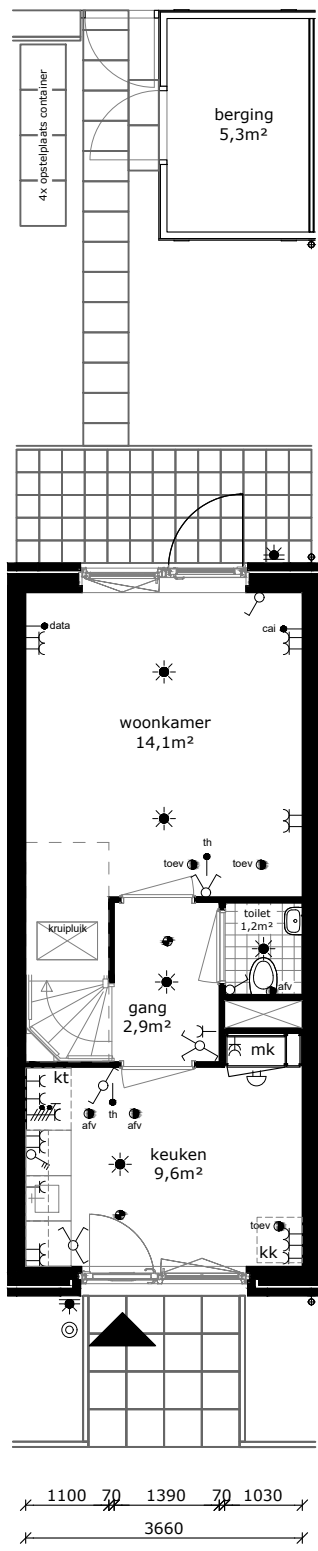 4x opstelplaats container
berging
5,3m²
data
cai
woonkamer
14,1m²
th
toev
toev
kruipluik
toilet
1,2m²
afv
gang
2,9m²
mk
kt
th
afv
afv
keuken
9,6m²
toev
kk
1100 70 1390 70 1030
3660